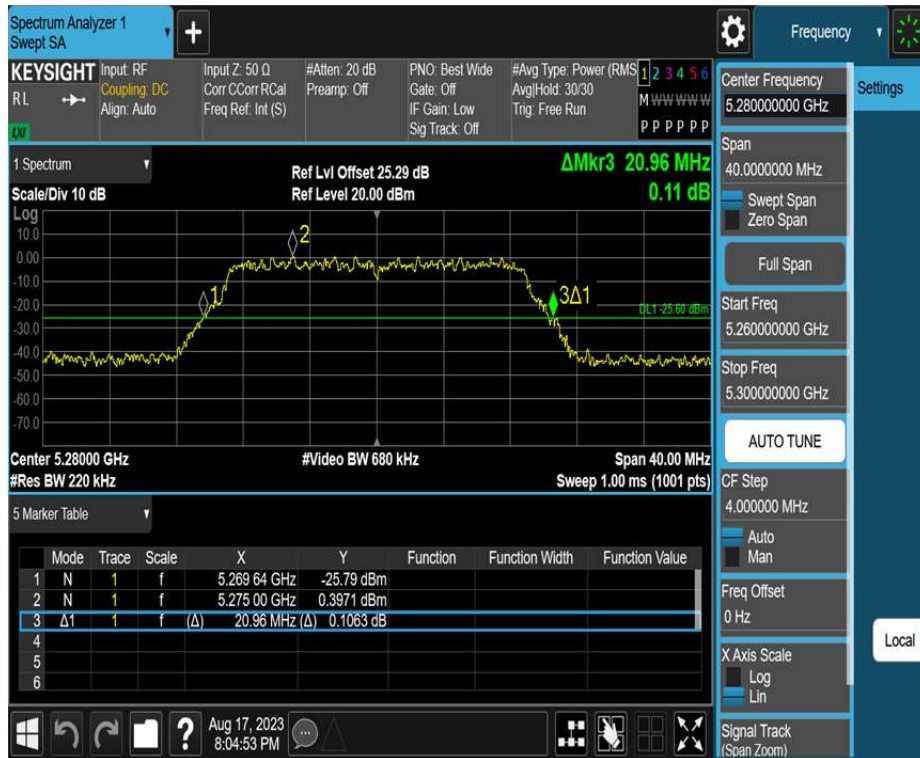 Spectrum Analyzer 1
Swept SA
+
Frequency
KEYSIGHT
RL
LXI
Input: RF
Coupling: DC
Align: Auto
Input Z: 50 Ω
Corr CCorr RCal
Freq Ref: Int (S)
#Atten: 20 dB
Preamp: Off
PNO: Best Wide
Gate: Off
IF Gain: Low
Sig Track: Off
#Avg Type: Power (RMS
Avg|Hold: 30/30
Trig: Free Run
1 2 3 4 5 6
M W W W W W
P P P P P P
1 Spectrum
Scale/Div 10 dB
Ref Lvl Offset 25.29 dB
Ref Level 20.00 dBm
ΔMkr3 20.96 MHz
0.11 dB
Log
10.0
0.00
-10.0
-20.0
-30.0
-40.0
-50.0
-60.0
-70.0
2
1
3Δ1
DL1 -25.60 dBm
Center 5.28000 GHz
#Video BW 680 kHz
Span 40.00 MHz
#Res BW 220 kHz
Sweep 1.00 ms (1001 pts)
5 Marker Table
Mode Trace Scale X Y Function Function Width Function Value
1 N 1 f 5.269 64 GHz -25.79 dBm
2 N 1 f 5.275 00 GHz 0.3971 dBm
3 Δ1 1 f (Δ) 20.96 MHz (Δ) 0.1063 dB
4
5
6
?
Aug 17, 2023
8:04:53 PM
Center Frequency
5.280000000 GHz
Span
40.0000000 MHz
Swept Span
Zero Span
Full Span
Start Freq
5.260000000 GHz
Stop Freq
5.300000000 GHz
AUTO TUNE
CF Step
4.000000 MHz
Auto
Man
Freq Offset
0 Hz
X Axis Scale
Log
Lin
Signal Track
(Span Zoom)
Settings
Local